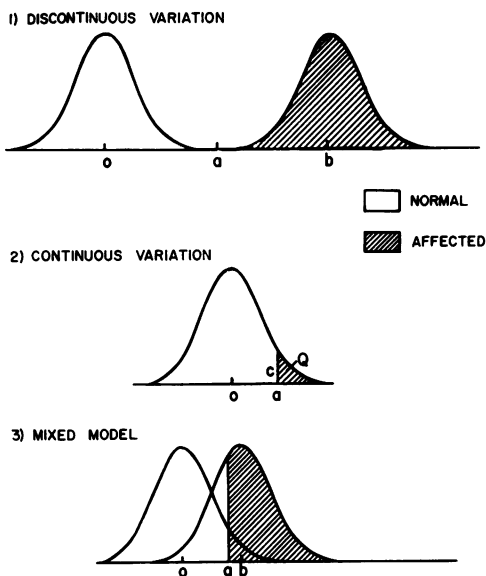 1) DISCONTINUOUS VARIATION
o a b
NORMAL
AFFECTED
2) CONTINUOUS VARIATION
c Q
o a
3) MIXED MODEL
o a b